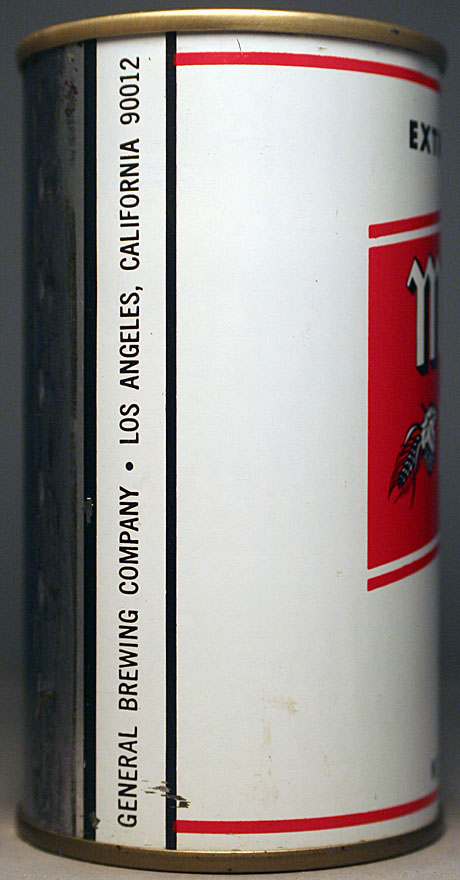 GENERAL BREWING COMPANY • LOS ANGELES, CALIFORNIA 90012